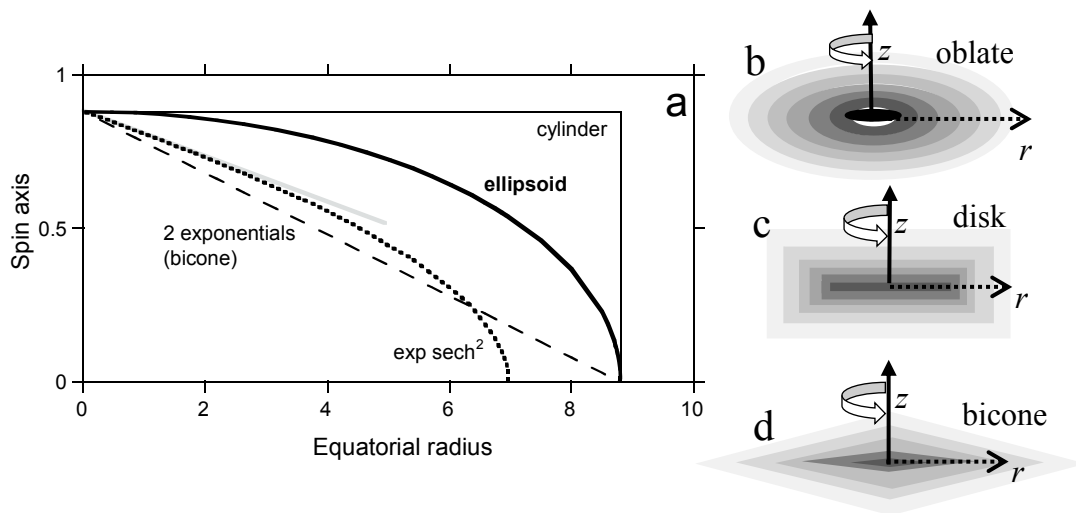 a
1
0.5
0
Spin axis
cylinder
ellipsoid
2 exponentials
(bicone)
exp sech²
0
2
4
6
8
10
Equatorial radius
b
z
oblate
r
c
z
disk
r
d
z
bicone
r